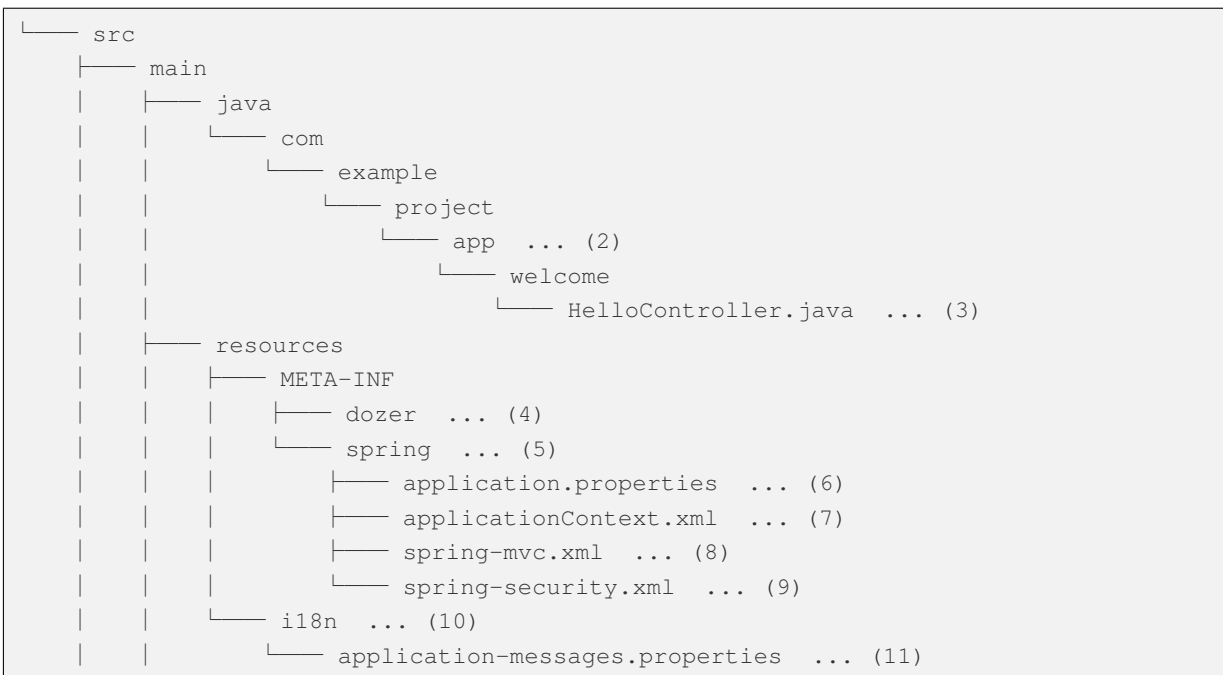 └── src
    ├── main
    │   ├── java
    │   │   └── com
    │   │       └── example
    │   │           └── project
    │   │               └── app  ... (2)
    │   │                   └── welcome
    │   │                       └── HelloController.java  ... (3)
    │   ├── resources
    │   │   ├── META-INF
    │   │   │   ├── dozer  ... (4)
    │   │   │   └── spring  ... (5)
    │   │   │       ├── application.properties  ... (6)
    │   │   │       ├── applicationContext.xml  ... (7)
    │   │   │       ├── spring-mvc.xml  ... (8)
    │   │   │       └── spring-security.xml  ... (9)
    │   │   └── i18n  ... (10)
    │   │       └── application-messages.properties  ... (11)